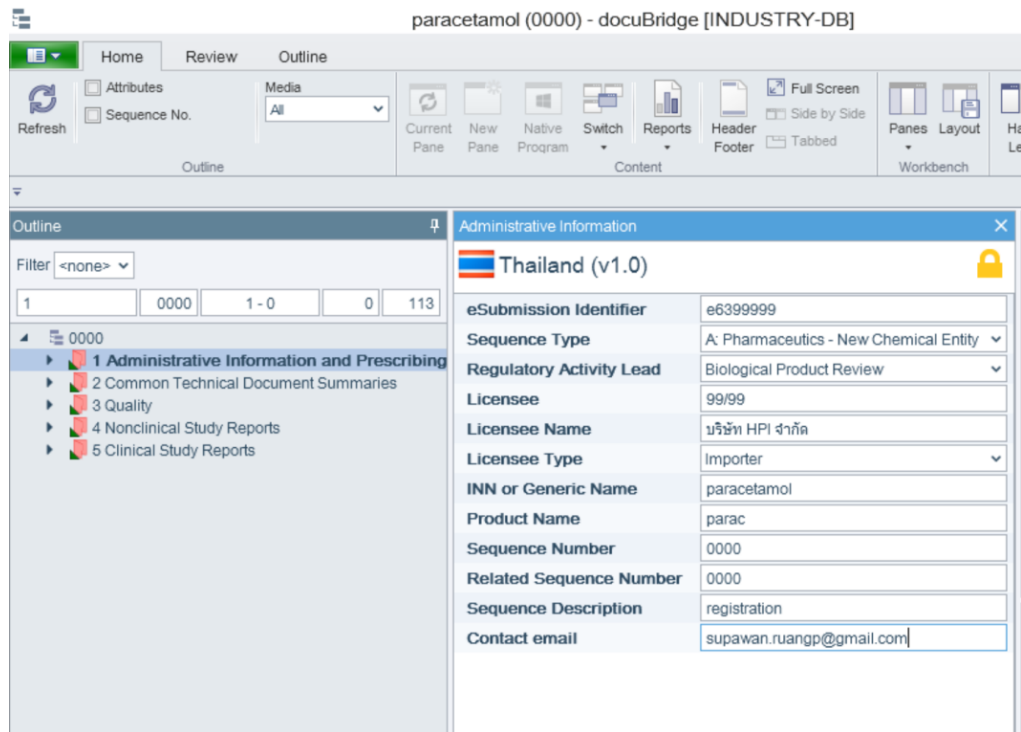 paracetamol (0000) - docuBridge [INDUSTRY-DB]
Home Review Outline
Refresh
Attributes
Sequence No.
Media
All
Outline
Current Pane
New Pane
Native Program
Switch
Reports
Header Footer
Full Screen
Side by Side
Tabbed
Content
Panes
Layout
Workbench
Outline
Filter <none>
1 0000 1 - 0 0 113
0000
1 Administrative Information and Prescribing
2 Common Technical Document Summaries
3 Quality
4 Nonclinical Study Reports
5 Clinical Study Reports
Administrative Information
Thailand (v1.0)
eSubmission Identifier e6399999
Sequence Type A: Pharmaceutics - New Chemical Entity
Regulatory Activity Lead Biological Product Review
Licensee 99/99
Licensee Name บริษัท HPI จำกัด
Licensee Type Importer
INN or Generic Name paracetamol
Product Name parac
Sequence Number 0000
Related Sequence Number 0000
Sequence Description registration
Contact email supawan.ruangp@gmail.com